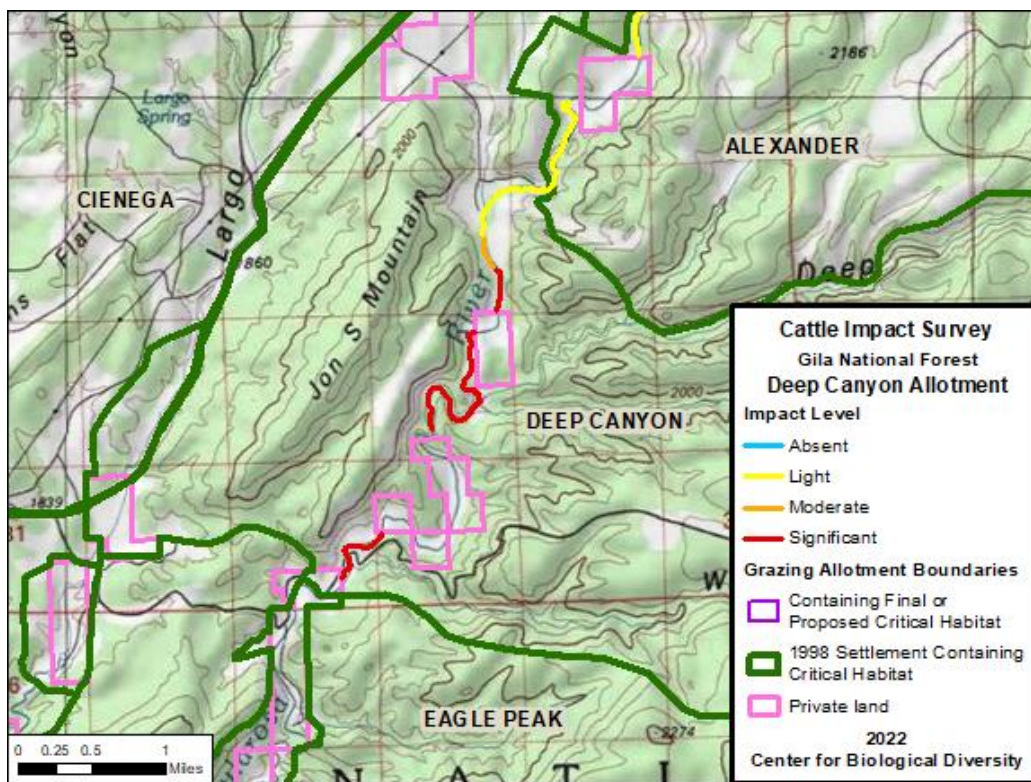 Largo
Spring
2186
ALEXANDER
2000
CIENEGA
Largo
Flat
Jon S Mountain
Deep
River
2000
DEEP CANYON
1839
EAGLE PEAK
2274
N A T I
0 0.25 0.5 1
Miles
Cattle Impact Survey
Gila National Forest
Deep Canyon Allotment
Impact Level
Absent
Light
Moderate
Significant
Grazing Allotment Boundaries
Containing Final or
Proposed Critical Habitat
1998 Settlement Containing
Critical Habitat
Private land
2022
Center for Biological Diversity